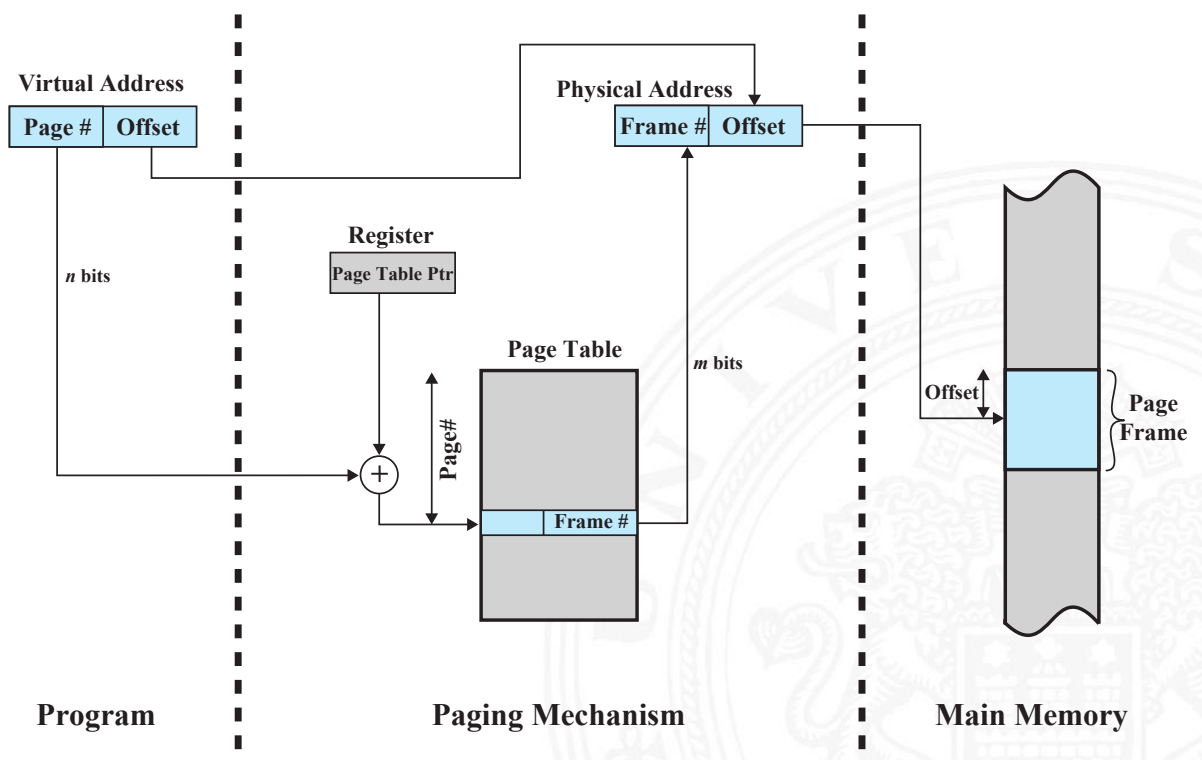 Virtual Address
Page # Offset
Physical Address
Frame # Offset
n bits
Register
Page Table Ptr
Page Table
m bits
Page#
Frame #
Offset
Page
Frame
Program
Paging Mechanism
Main Memory